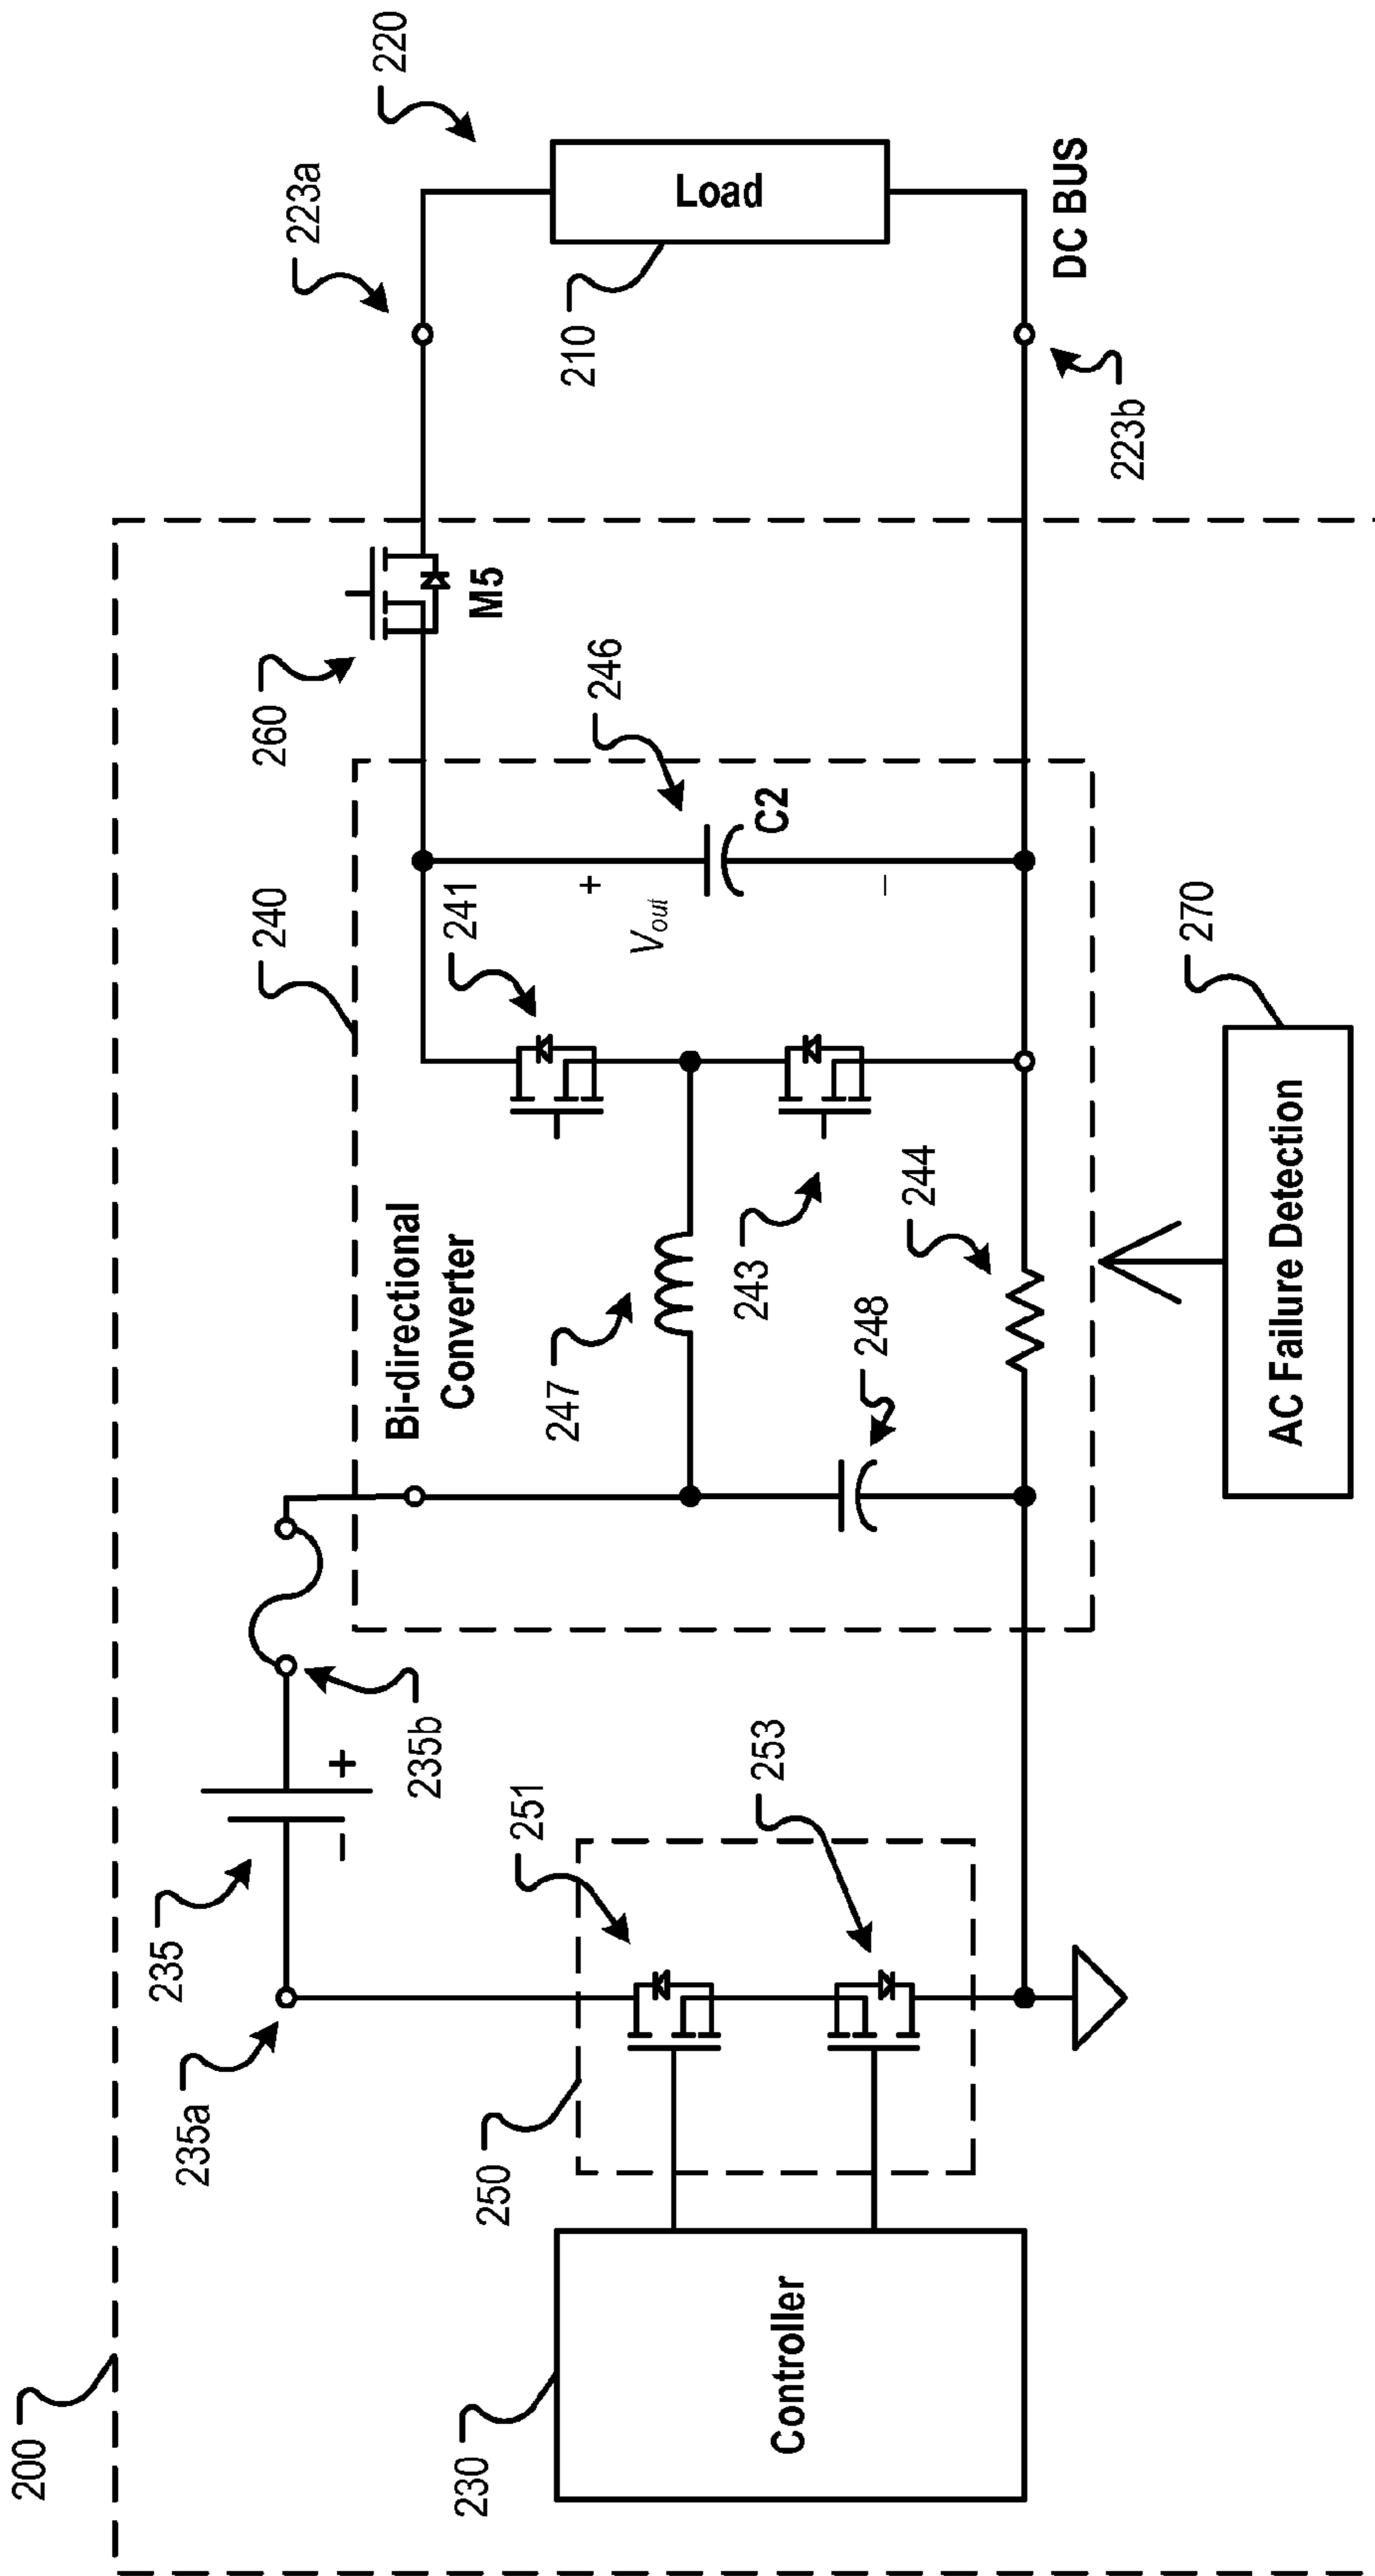 200
235
235a
235b
−
+
240
260
M5
223a
220
Bi-directional
Converter
241
246
+
V_out
−
C2
247
243
248
244
250
251
253
230
Controller
210
Load
DC BUS
223b
270
AC Failure Detection